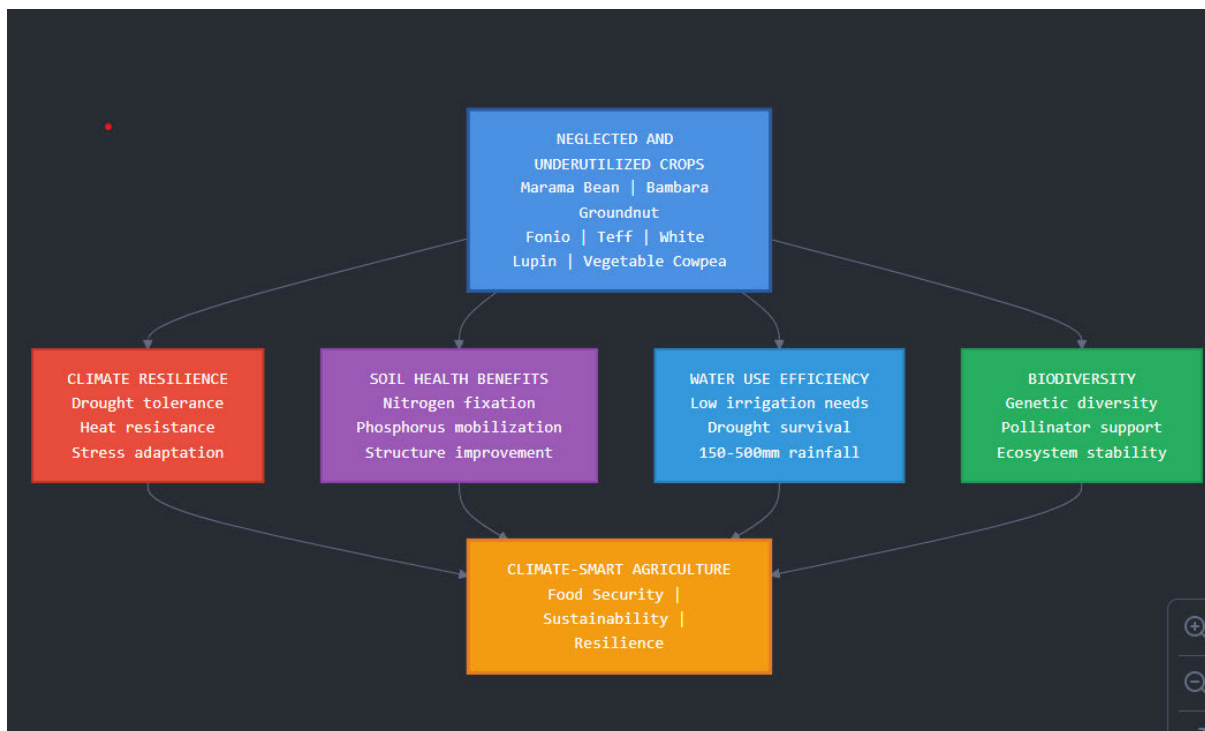 NEGLECTED AND
UNDERUTILIZED CROPS
Marama Bean | Bambara
Groundnut
Fonio | Teff | White
Lupin | Vegetable Cowpea
CLIMATE RESILIENCE
Drought tolerance
Heat resistance
Stress adaptation
SOIL HEALTH BENEFITS
Nitrogen fixation
Phosphorus mobilization
Structure improvement
WATER USE EFFICIENCY
Low irrigation needs
Drought survival
150-500mm rainfall
BIODIVERSITY
Genetic diversity
Pollinator support
Ecosystem stability
CLIMATE-SMART AGRICULTURE
Food Security |
Sustainability |
Resilience